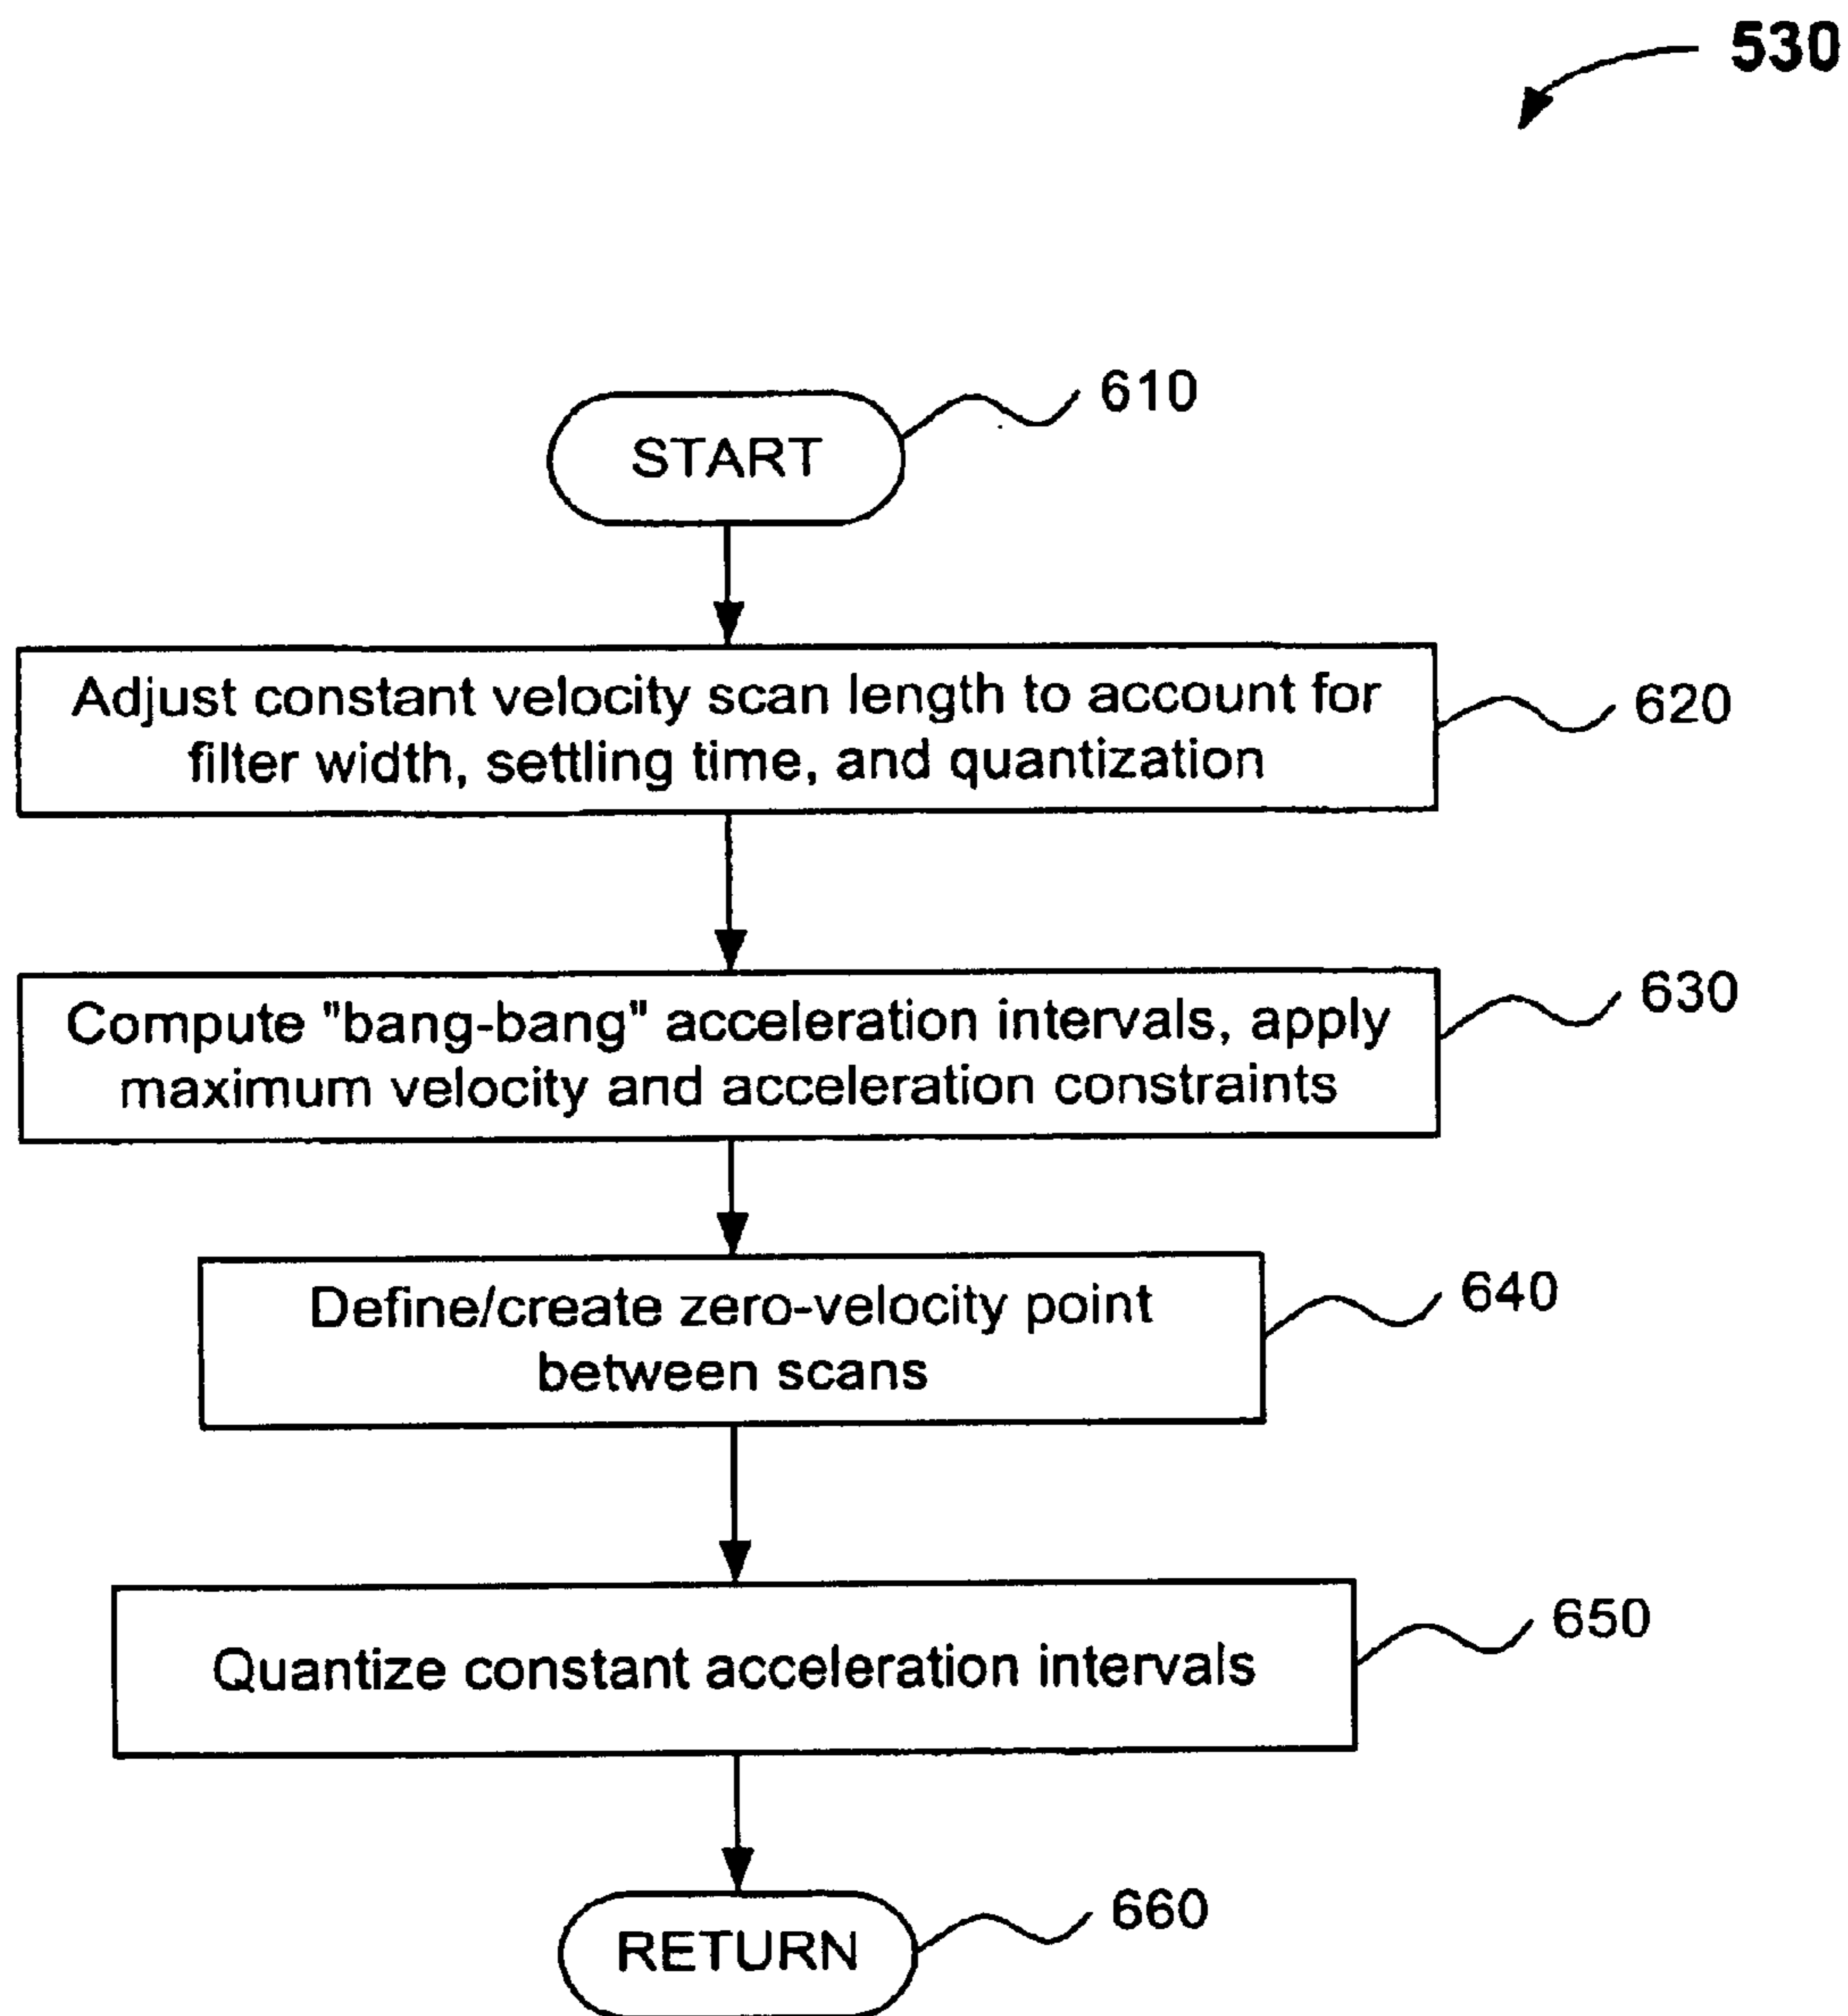 530
START
610
Adjust constant velocity scan length to account for
filter width, settling time, and quantization
620
Compute "bang-bang" acceleration intervals, apply
maximum velocity and acceleration constraints
630
Define/create zero-velocity point
between scans
640
Quantize constant acceleration intervals
650
RETURN
660